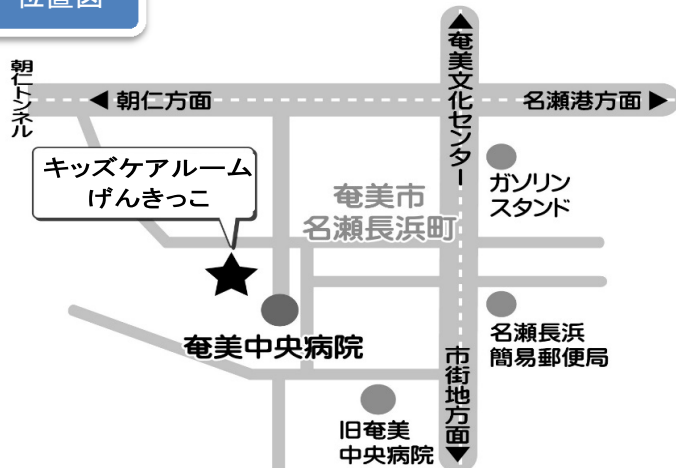 位置図
朝仁トンネル
◀ 朝仁方面
▲奄美文化センター
名瀬港方面 ▶
キッズケアルーム
げんきっこ
奄美市
名瀬長浜町
ガソリン
スタンド
奄美中央病院
名瀬長浜
簡易郵便局
市街地方面▼
旧奄美
中央病院